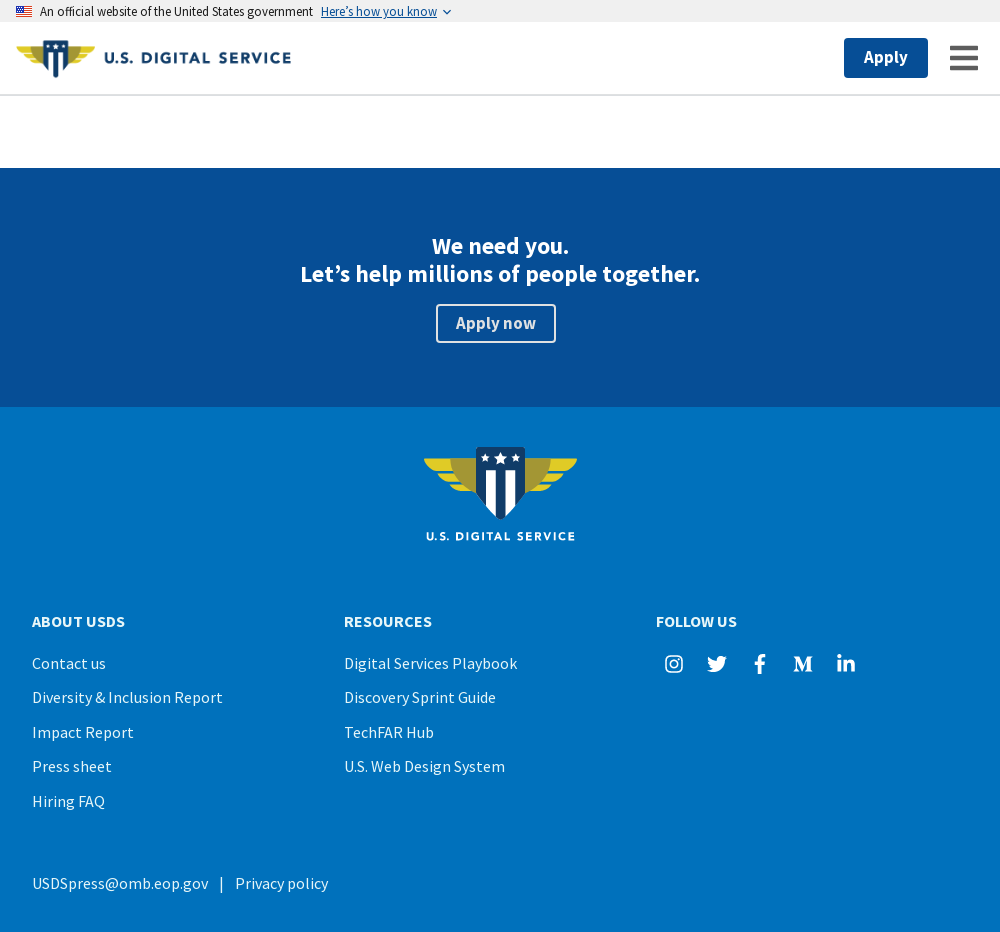 An official website of the United States government Here’s how you know
U.S. DIGITAL SERVICE
Apply
We need you.
Let’s help millions of people together.
Apply now
U.S. DIGITAL SERVICE
ABOUT USDS
Contact us
Diversity & Inclusion Report
Impact Report
Press sheet
Hiring FAQ
RESOURCES
Digital Services Playbook
Discovery Sprint Guide
TechFAR Hub
U.S. Web Design System
FOLLOW US
USDSpress@omb.eop.gov | Privacy policy